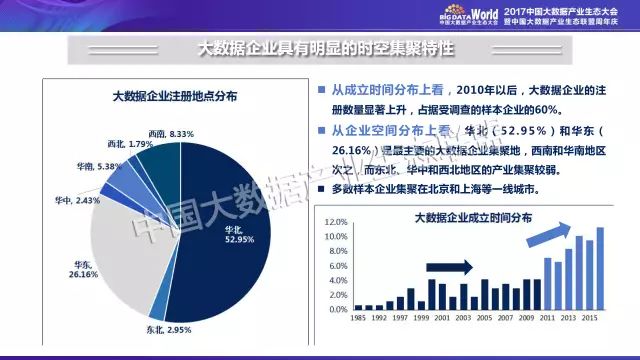 BIG DATA World
中国大数据产业生态大会
2017中国大数据产业生态大会
暨中国大数据产业生态联盟周年庆
大数据企业具有明显的时空集聚特性
大数据企业注册地点分布
西南, 8.33%
西北, 1.79%
华南, 5.38%
华中, 2.43%
华东,
26.16%
东北, 2.95%
华北,
52.95%
从成立时间分布上看，2010年以后，大数据企业的注
册数量显著上升，占据受调查的样本企业的60%。
从企业空间分布上看，华北（52.95%）和华东（
26.16%）是最主要的大数据企业集聚地，西南和华南地区
次之，而东北、华中和西北地区的产业集聚较弱。
多数样本企业集聚在北京和上海等一线城市。
大数据企业成立时间分布
12.0%
10.0%
8.0%
6.0%
4.0%
2.0%
0.0%
1985 1992 1997 1999 2001 2003 2005 2007 2009 2011 2013 2015
中国大数据产业生态联盟